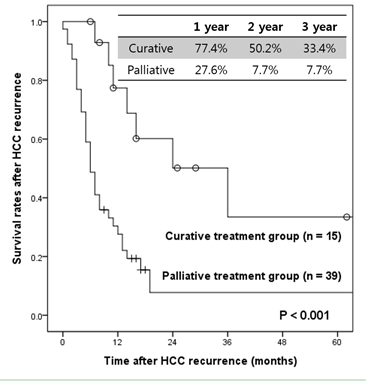 1 year 2 year 3 year
Curative 77.4% 50.2% 33.4%
Palliative 27.6% 7.7% 7.7%
1.0
0.8
0.6
0.4
0.2
0.0
Survival rates after HCC recurrence
Curative treatment group (n = 15)
Palliative treatment group (n = 39)
P < 0.001
0 12 24 36 48 60
Time after HCC recurrence (months)